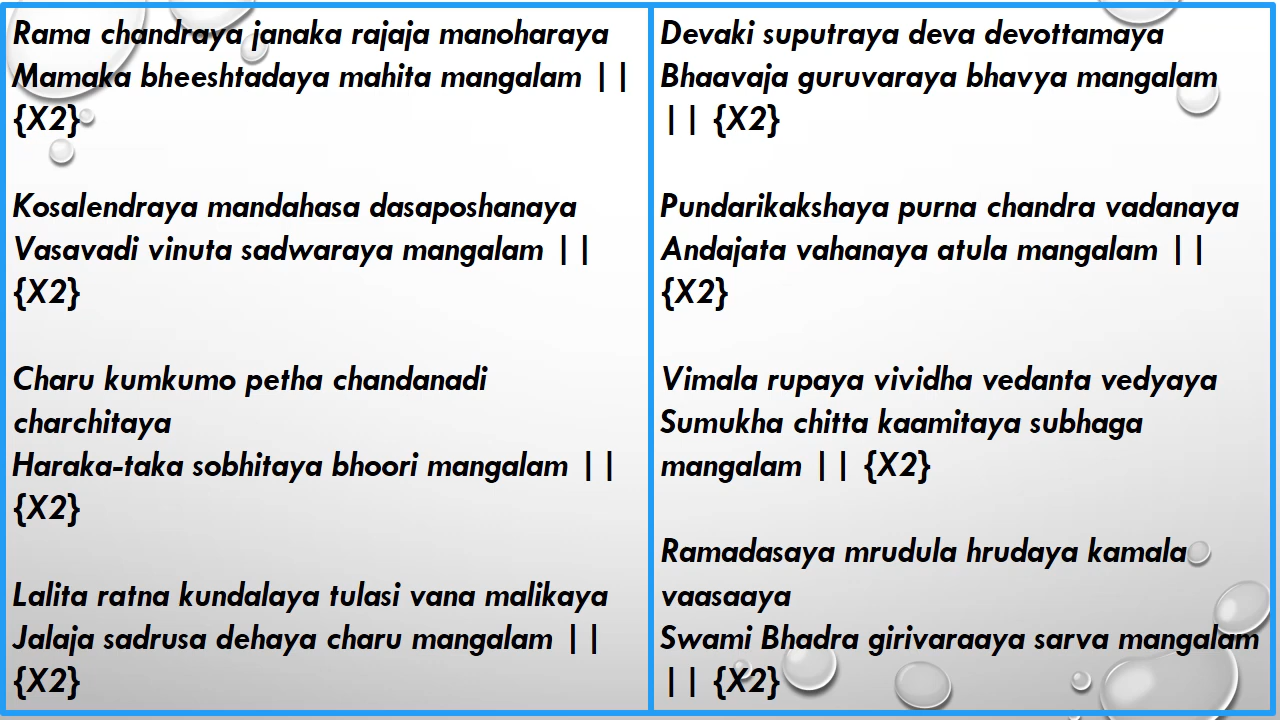 Rama chandraya janaka rajaja manoharaya
Mamaka bheeshtadaya mahita mangalam ||
{X2}
Kosalendraya mandahasa dasaposhanaya
Vasavadi vinuta sadwaraya mangalam ||
{X2}
Charu kumkumo petha chandanadi
charchitaya
Haraka-taka sobhitaya bhoori mangalam ||
{X2}
Lalita ratna kundalaya tulasi vana malikaya
Jalaja sadrusa dehaya charu mangalam ||
{X2}
Devaki suputraya deva devottamaya
Bhaavaja guruvaraya bhavya mangalam
|| {X2}
Pundarikakshaya purna chandra vadanaya
Andajata vahanaya atula mangalam ||
{X2}
Vimala rupaya vividha vedanta vedyaya
Sumukha chitta kaamitaya subhaga
mangalam || {X2}
Ramadasaya mrudula hrudaya kamala
vaasaaya
Swami Bhadra girivaraaya sarva mangalam
|| {X2}